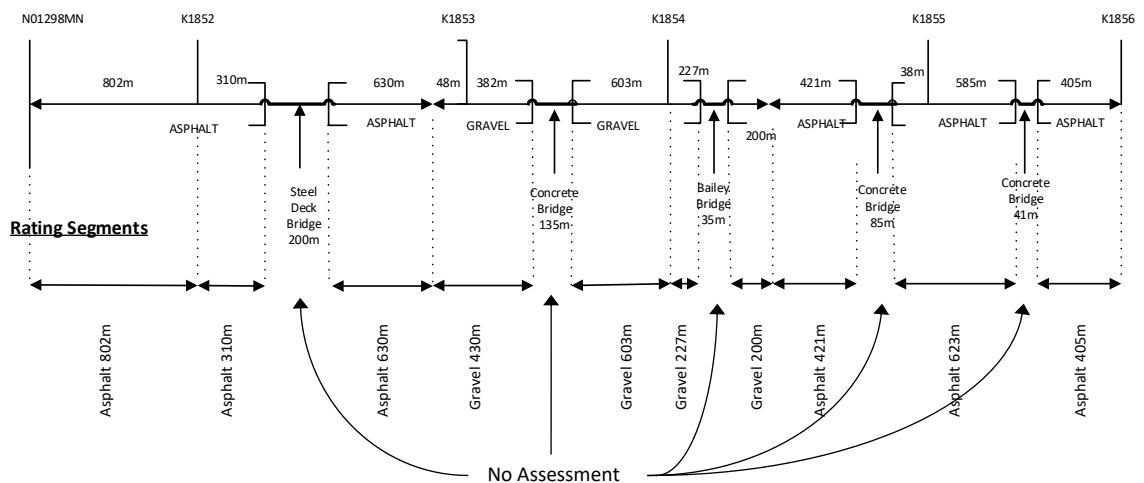 N01298MN K1852 K1853 K1854 K1855 K1856
802m 310m 630m 48m 382m 603m 227m 421m 38m 585m 405m
ASPHALT ASPHALT GRAVEL GRAVEL 200m ASPHALT ASPHALT ASPHALT
Steel
Deck
Bridge
200m
Concrete
Bridge
135m
Bailey
Bridge
35m
Concrete
Bridge
85m
Concrete
Bridge
41m
Rating Segments
Asphalt 802m
Asphalt 310m
Asphalt 630m
Gravel 430m
Gravel 603m
Gravel 227m
Gravel 200m
Asphalt 421m
Asphalt 623m
Asphalt 405m
No Assessment